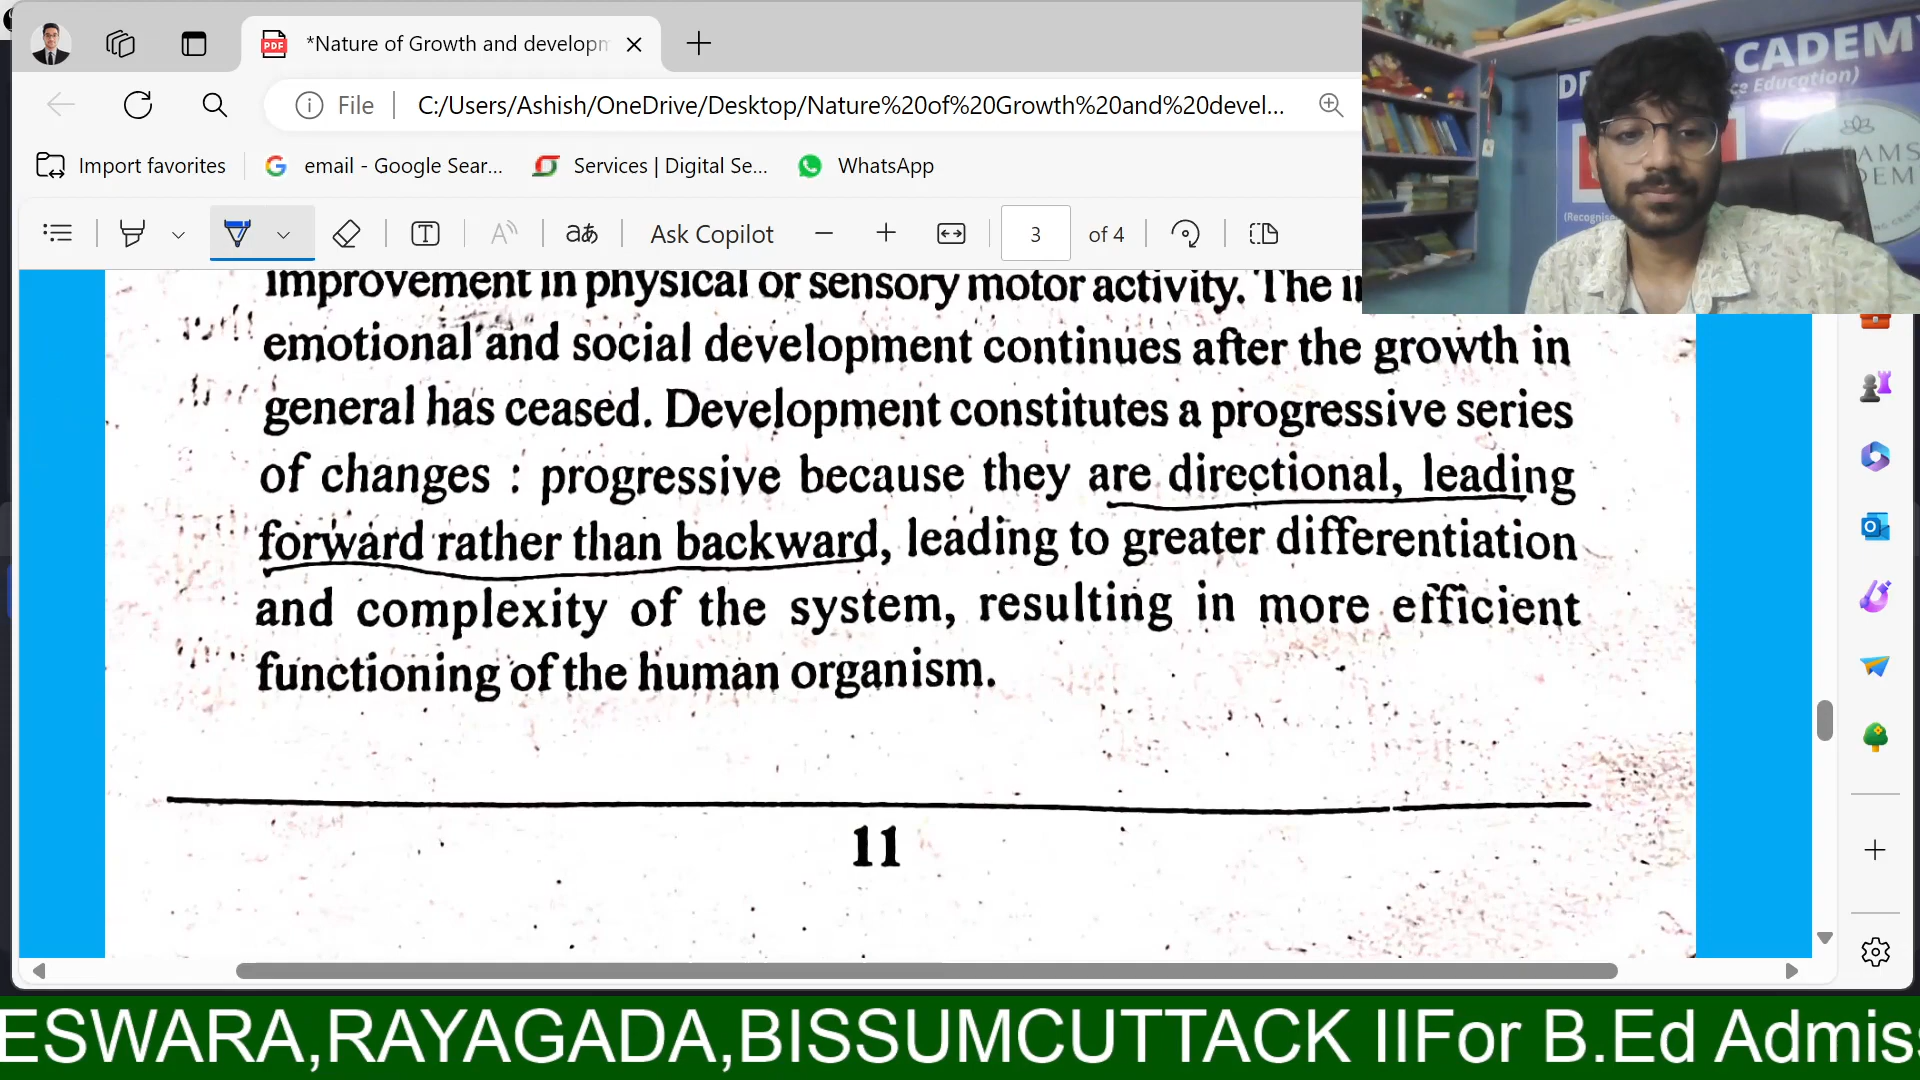 *Nature of Growth and developm
File
C:/Users/Ashish/OneDrive/Desktop/Nature%20of%20Growth%20and%20devel...
Import favorites
email - Google Sear...
Services | Digital Se...
WhatsApp
Ask Copilot
3
of 4
CADEMY
ce Education)
(Recognise
improvement in physical or sensory motor activity. The i
emotional and social development continues after the growth in
general has ceased. Development constitutes a progressive series
of changes : progressive because they are directional, leading
forward rather than backward, leading to greater differentiation
and complexity of the system, resulting in more efficient
functioning of the human organism.
11
ESWARA,RAYAGADA,BISSUMCUTTACK IIFor B.Ed Admis